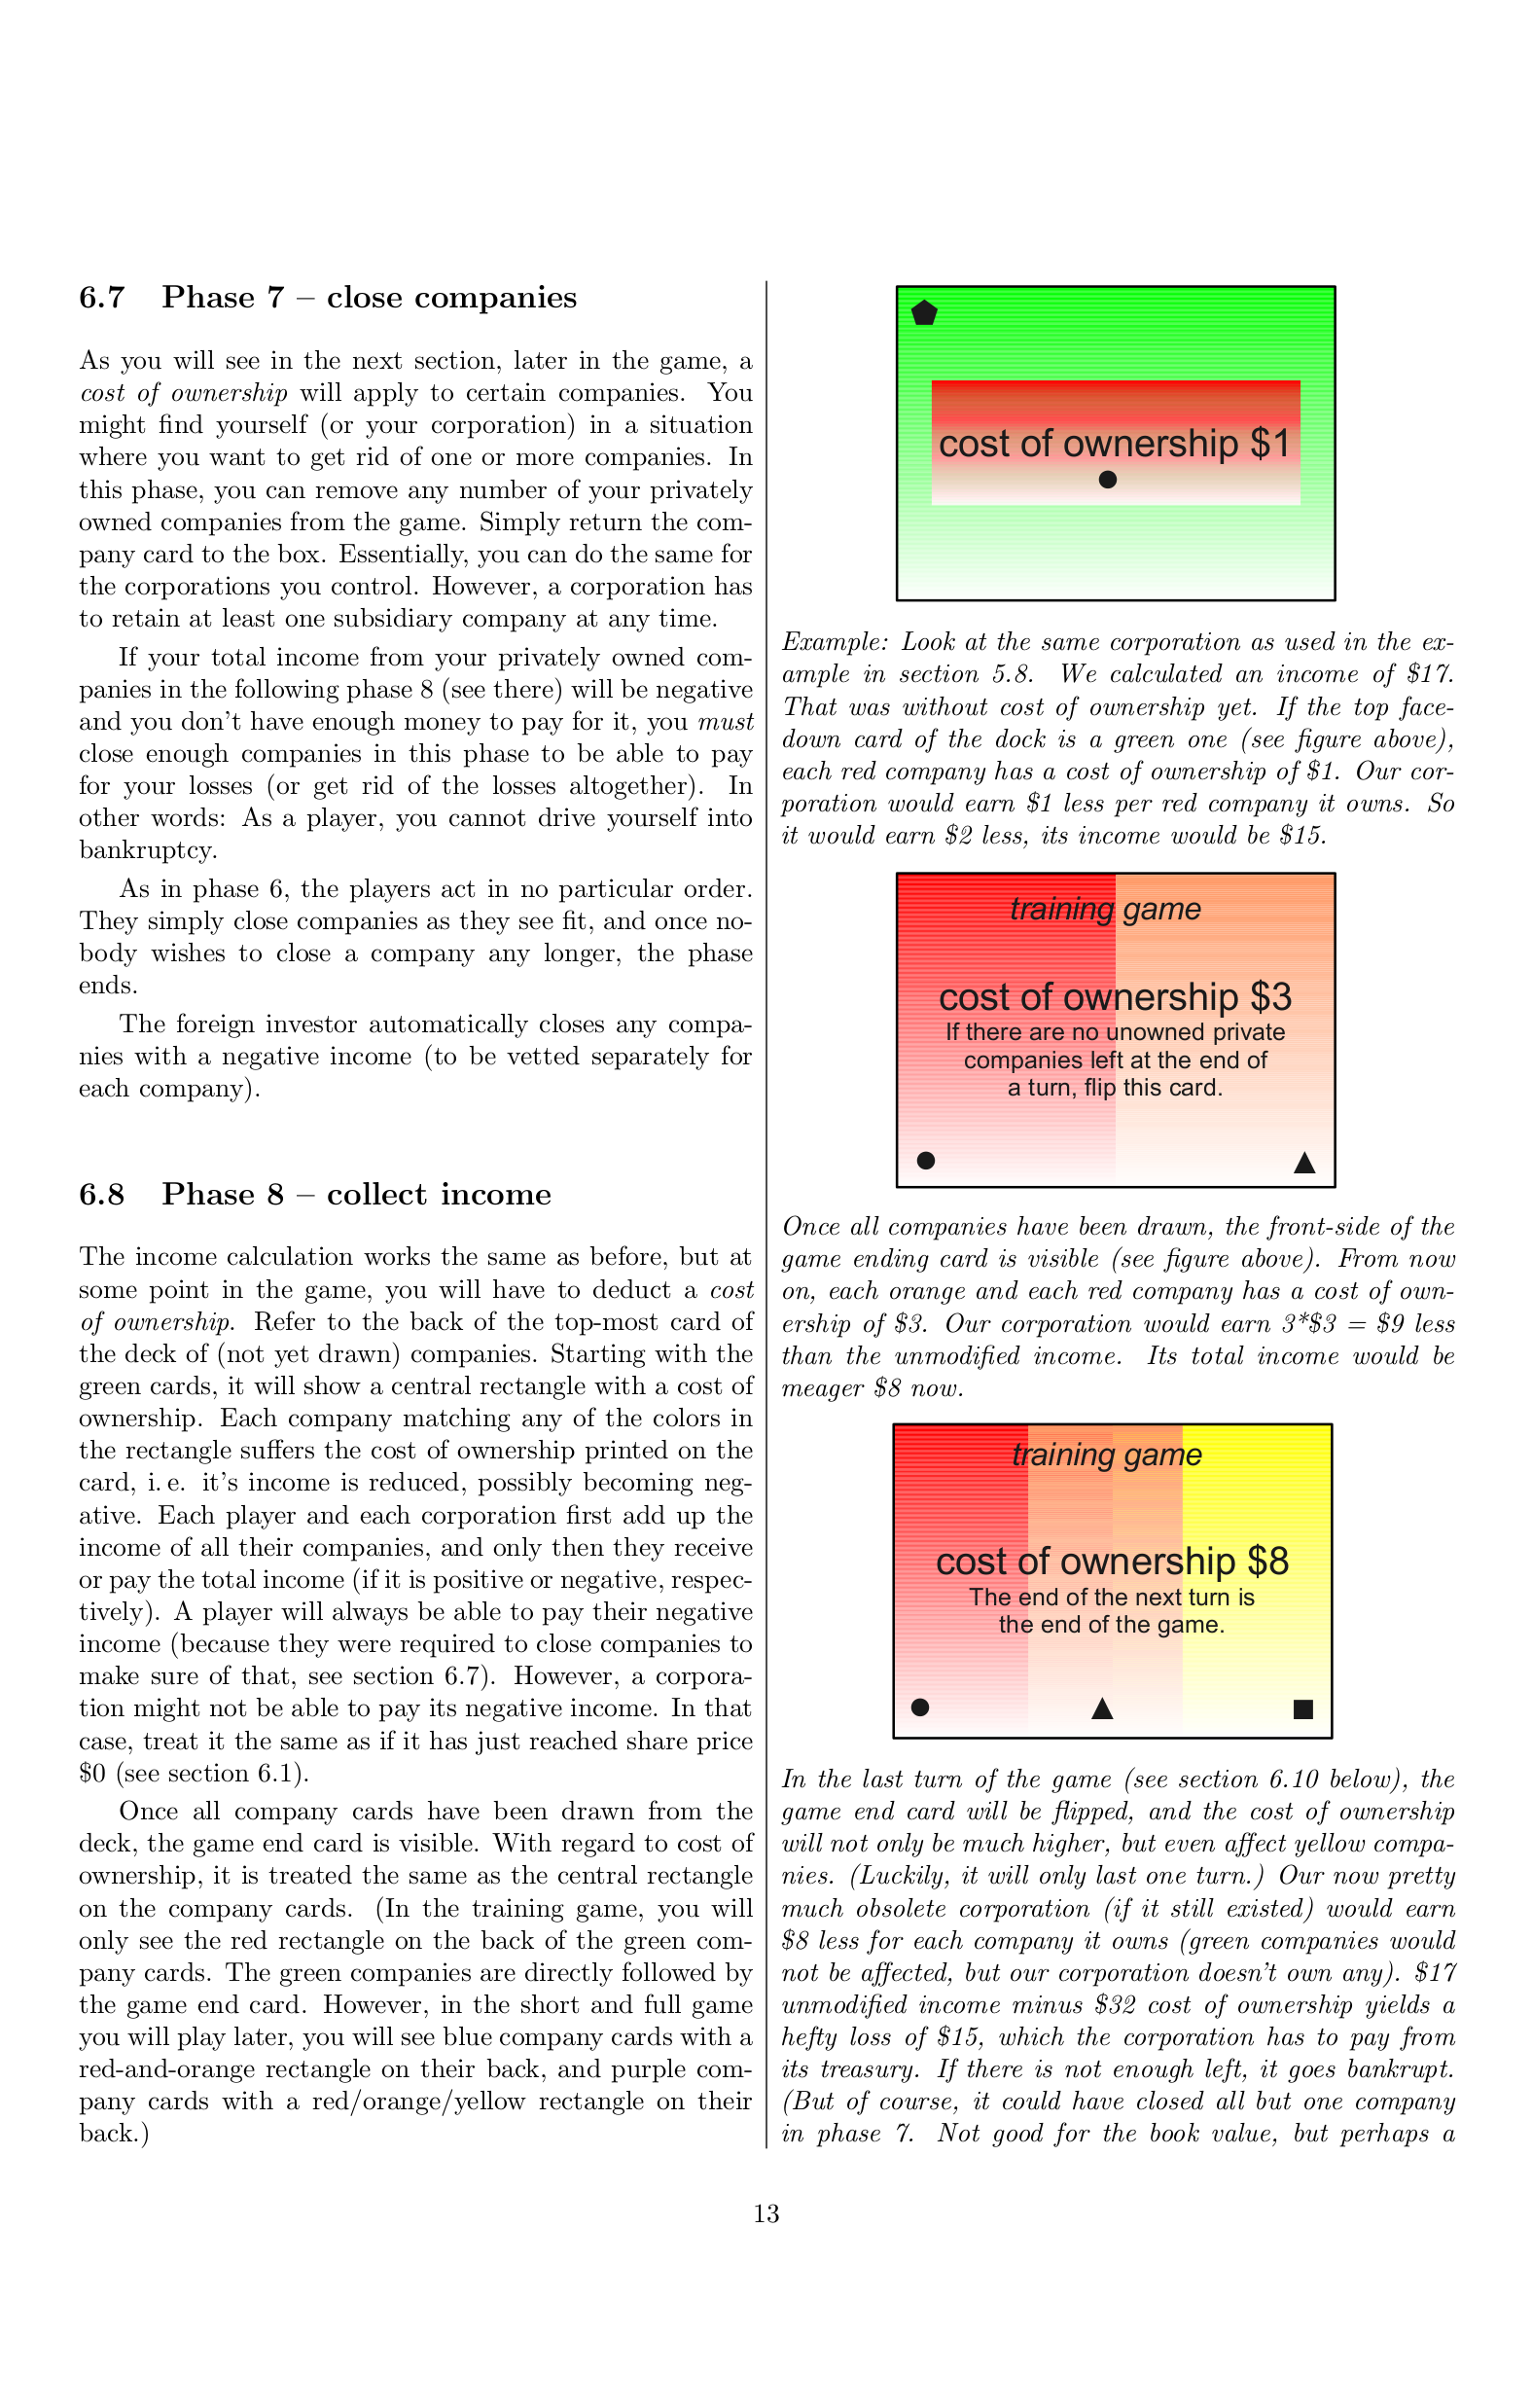 6.7 Phase 7 – close companies
As you will see in the next section, later in the game, a
cost of ownership will apply to certain companies. You
might find yourself (or your corporation) in a situation
where you want to get rid of one or more companies. In
this phase, you can remove any number of your privately
owned companies from the game. Simply return the com-
pany card to the box. Essentially, you can do the same for
the corporations you control. However, a corporation has
to retain at least one subsidiary company at any time.
If your total income from your privately owned com-
panies in the following phase 8 (see there) will be negative
and you don't have enough money to pay for it, you must
close enough companies in this phase to be able to pay
for your losses (or get rid of the losses altogether). In
other words: As a player, you cannot drive yourself into
bankruptcy.
As in phase 6, the players act in no particular order.
They simply close companies as they see fit, and once no-
body wishes to close a company any longer, the phase
ends.
The foreign investor automatically closes any compa-
nies with a negative income (to be vetted separately for
each company).
6.8 Phase 8 – collect income
The income calculation works the same as before, but at
some point in the game, you will have to deduct a cost
of ownership. Refer to the back of the top-most card of
the deck of (not yet drawn) companies. Starting with the
green cards, it will show a central rectangle with a cost of
ownership. Each company matching any of the colors in
the rectangle suffers the cost of ownership printed on the
card, i. e. it's income is reduced, possibly becoming neg-
ative. Each player and each corporation first add up the
income of all their companies, and only then they receive
or pay the total income (if it is positive or negative, respec-
tively). A player will always be able to pay their negative
income (because they were required to close companies to
make sure of that, see section 6.7). However, a corpora-
tion might not be able to pay its negative income. In that
case, treat it the same as if it has just reached share price
$0 (see section 6.1).
Once all company cards have been drawn from the
deck, the game end card is visible. With regard to cost of
ownership, it is treated the same as the central rectangle
on the company cards. (In the training game, you will
only see the red rectangle on the back of the green com-
pany cards. The green companies are directly followed by
the game end card. However, in the short and full game
you will play later, you will see blue company cards with a
red-and-orange rectangle on their back, and purple com-
pany cards with a red/orange/yellow rectangle on their
back.)
cost of ownership $1
Example: Look at the same corporation as used in the ex-
ample in section 5.8. We calculated an income of $17.
That was without cost of ownership yet. If the top face-
down card of the dock is a green one (see figure above),
each red company has a cost of ownership of $1. Our cor-
poration would earn $1 less per red company it owns. So
it would earn $2 less, its income would be $15.
training game
cost of ownership $3
If there are no unowned private
companies left at the end of
a turn, flip this card.
Once all companies have been drawn, the front-side of the
game ending card is visible (see figure above). From now
on, each orange and each red company has a cost of own-
ership of $3. Our corporation would earn 3*$3 = $9 less
than the unmodified income. Its total income would be
meager $8 now.
training game
cost of ownership $8
The end of the next turn is
the end of the game.
In the last turn of the game (see section 6.10 below), the
game end card will be flipped, and the cost of ownership
will not only be much higher, but even affect yellow compa-
nies. (Luckily, it will only last one turn.) Our now pretty
much obsolete corporation (if it still existed) would earn
$8 less for each company it owns (green companies would
not be affected, but our corporation doesn't own any). $17
unmodified income minus $32 cost of ownership yields a
hefty loss of $15, which the corporation has to pay from
its treasury. If there is not enough left, it goes bankrupt.
(But of course, it could have closed all but one company
in phase 7. Not good for the book value, but perhaps a
13